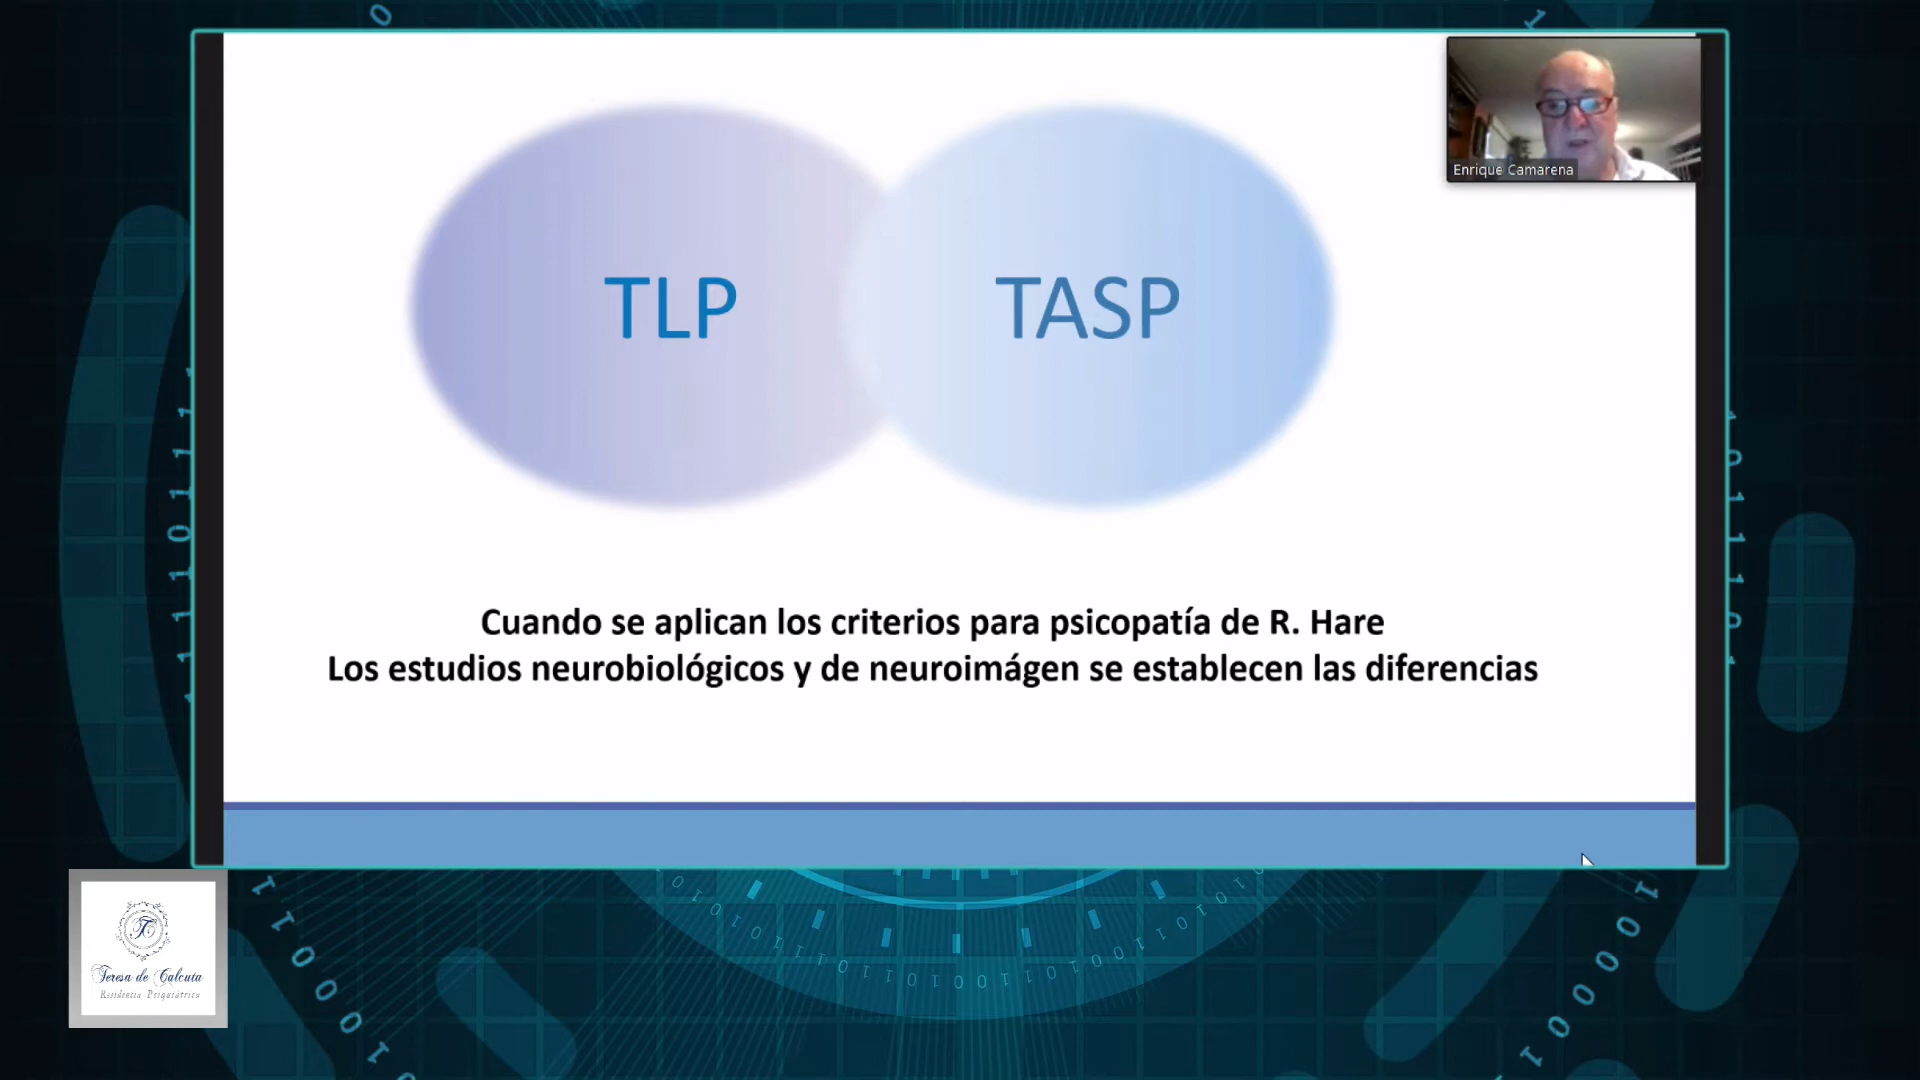 Enrique Camarena
TLP
TASP
Cuando se aplican los criterios para psicopatía de R. Hare
Los estudios neurobiológicos y de neuroimágen se establecen las diferencias
TC
Teresa de Calcuta
Residencia Psiquiátrica